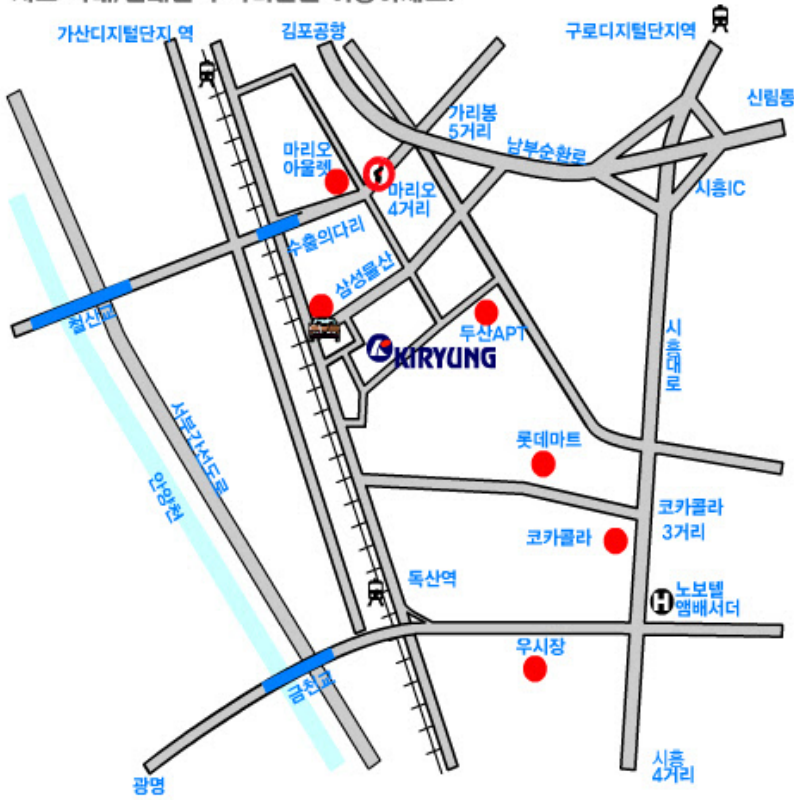 가산디지털단지 역
김포공항
구로디지털단지역
신림동
가리봉
5거리
남부순환로
마리오
아울렛
마리오
4거리
시흥IC
수출의다리
삼성물산
철산교
두산APT
KIRYUNG
시흥대로
서부간선도로
안양천
롯데마트
코카콜라
3거리
코카콜라
독산역
H
노보텔
앰배서더
우시장
금천교
시흥
4거리
광명